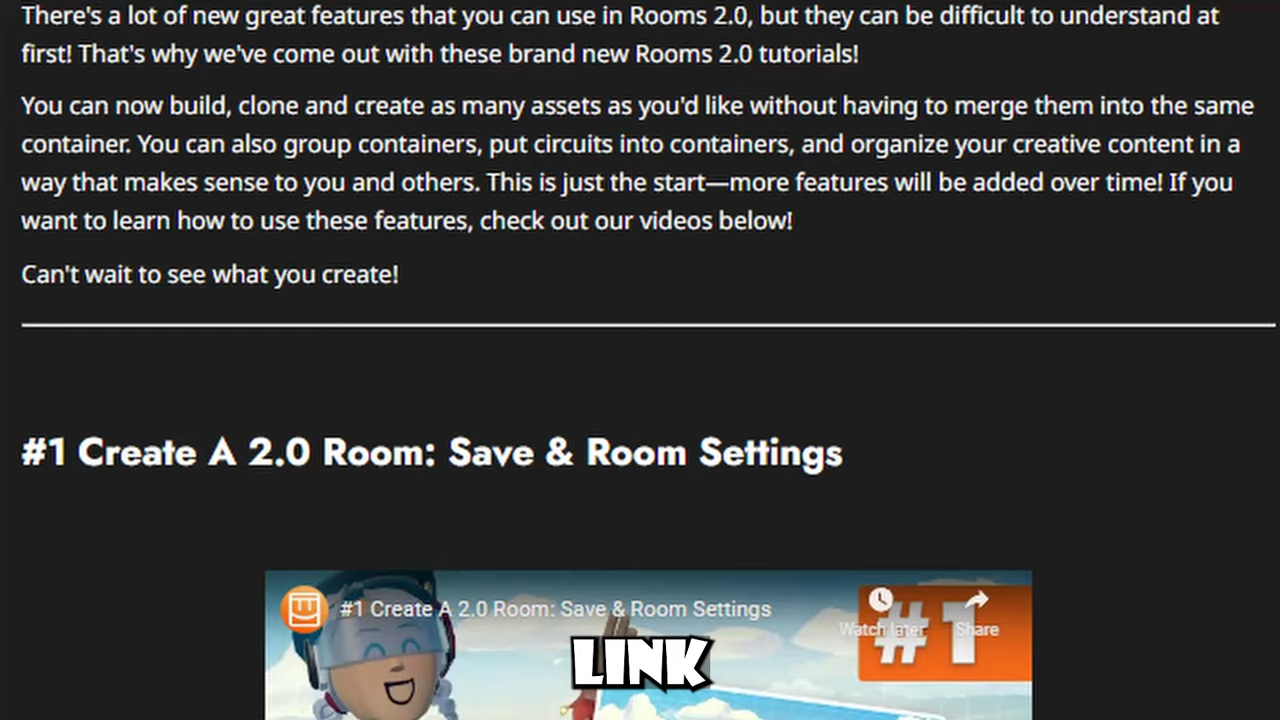 There's a lot of new great features that you can use in Rooms 2.0, but they can be difficult to understand at
first! That's why we've come out with these brand new Rooms 2.0 tutorials!
You can now build, clone and create as many assets as you'd like without having to merge them into the same
container. You can also group containers, put circuits into containers, and organize your creative content in a
way that makes sense to you and others. This is just the start—more features will be added over time! If you
want to learn how to use these features, check out our videos below!
Can't wait to see what you create!
#1 Create A 2.0 Room: Save & Room Settings
#1 Create A 2.0 Room: Save & Room Settings
Watch later
Share
#1
LINK